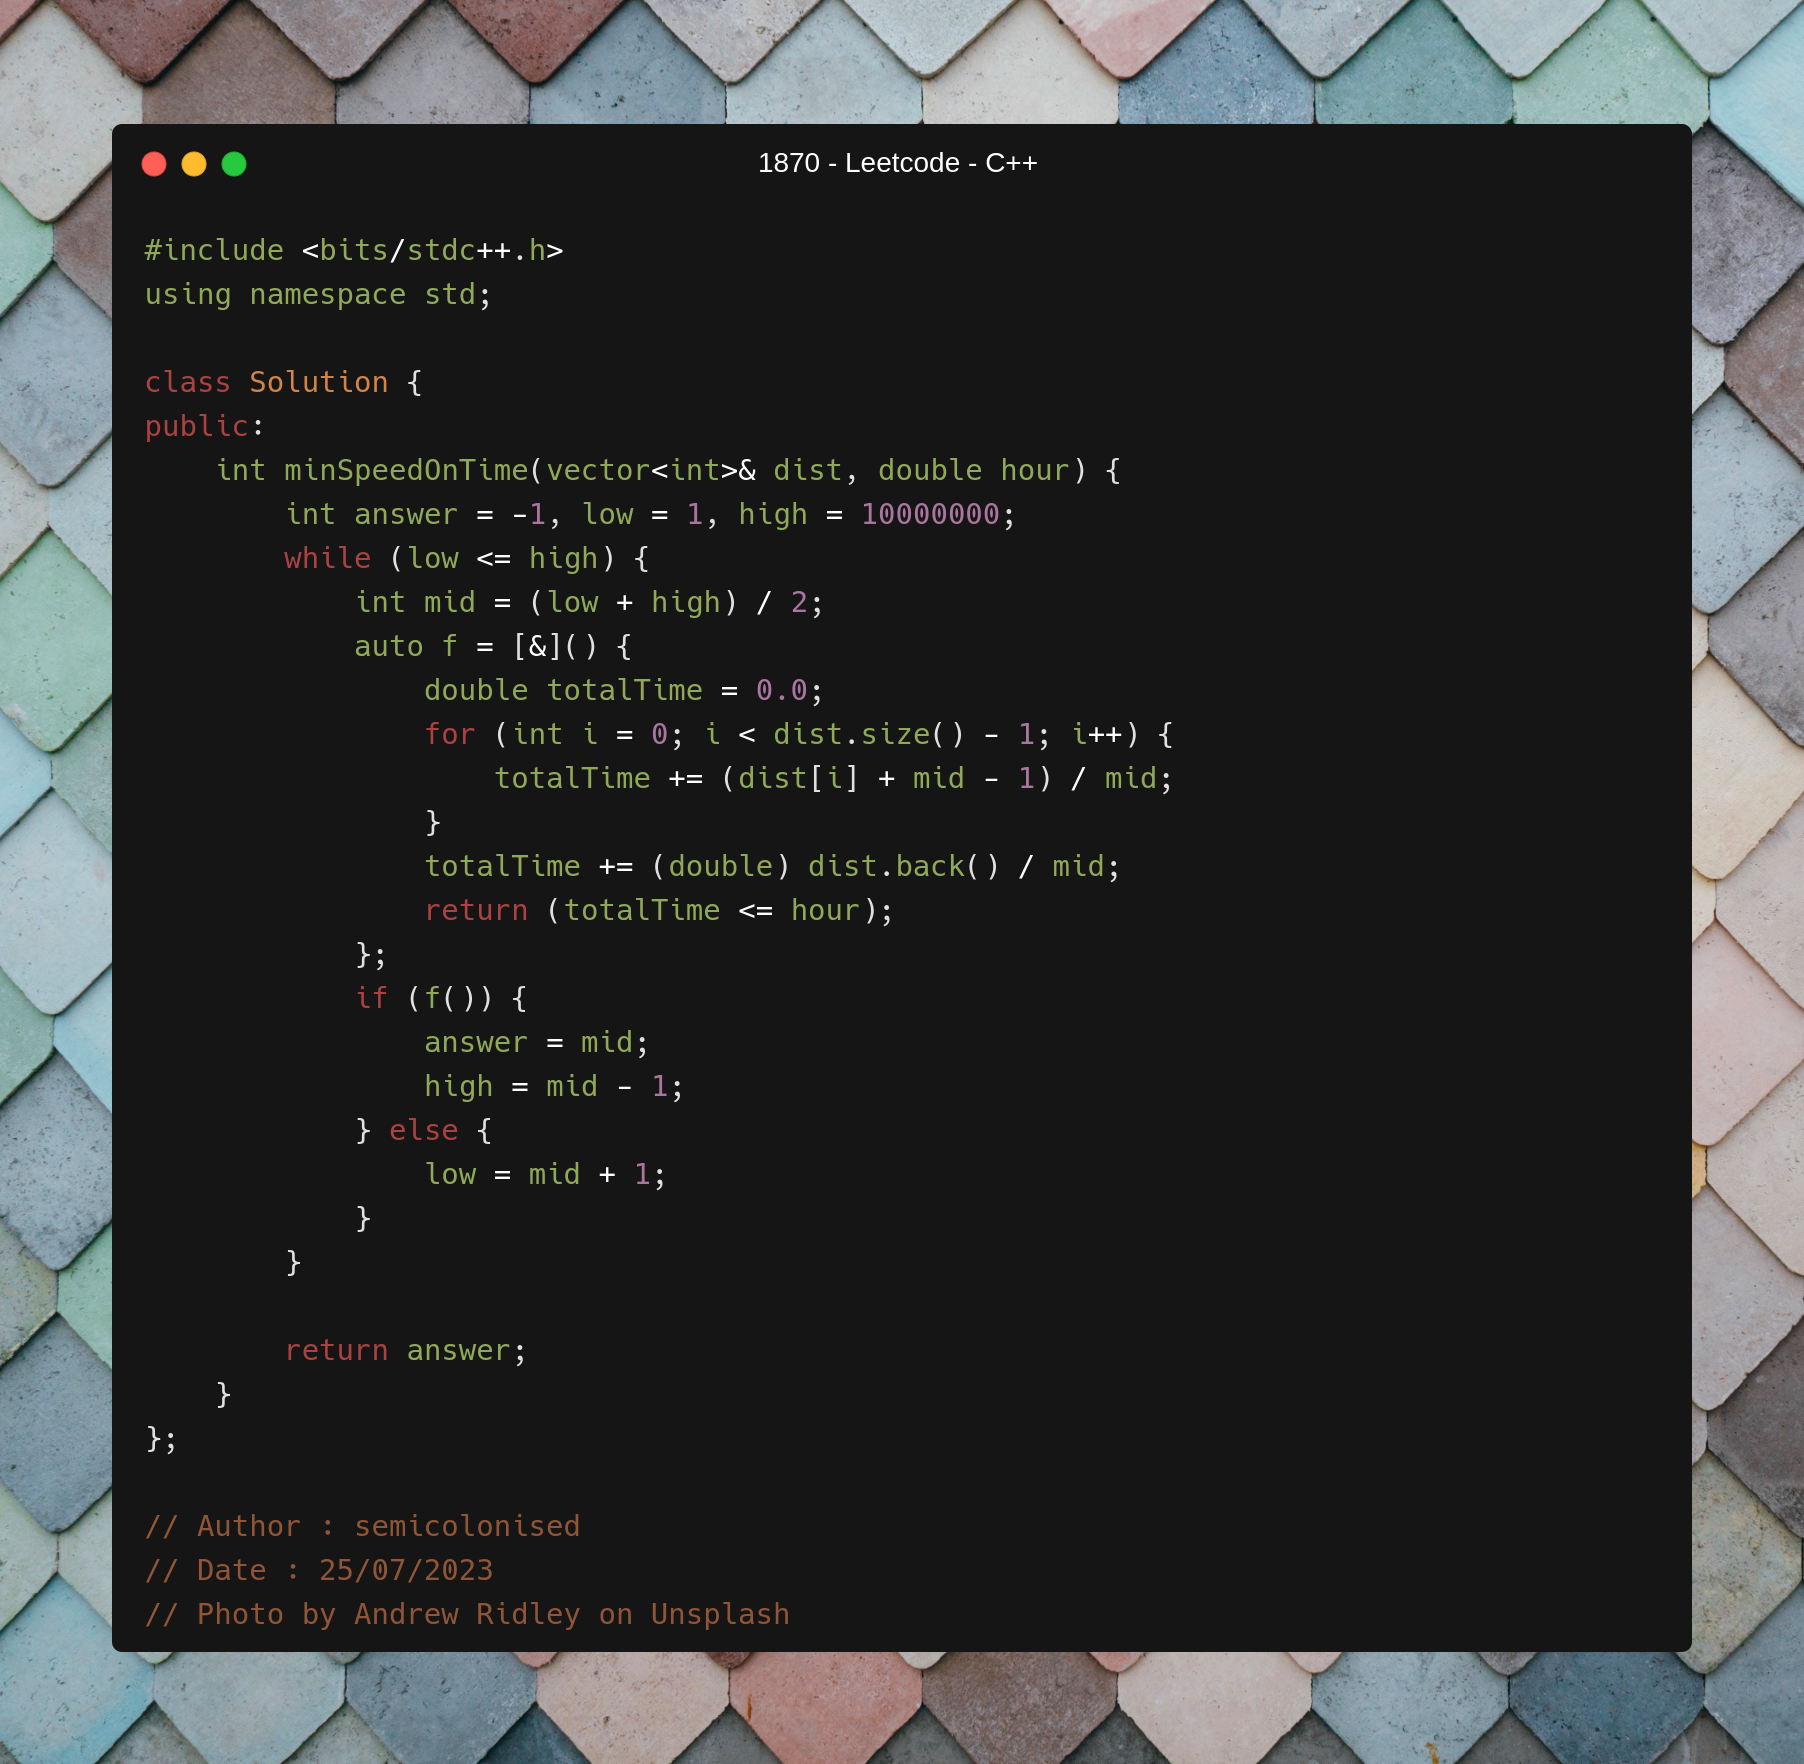 1870 - Leetcode - C++
#include <bits/stdc++.h>
using namespace std;

class Solution {
public:
    int minSpeedOnTime(vector<int>& dist, double hour) {
        int answer = -1, low = 1, high = 10000000;
        while (low <= high) {
            int mid = (low + high) / 2;
            auto f = [&]() {
                double totalTime = 0.0;
                for (int i = 0; i < dist.size() - 1; i++) {
                    totalTime += (dist[i] + mid - 1) / mid;
                }
                totalTime += (double) dist.back() / mid;
                return (totalTime <= hour);
            };
            if (f()) {
                answer = mid;
                high = mid - 1;
            } else {
                low = mid + 1;
            }
        }

        return answer;
    }
};

// Author : semicolonised
// Date : 25/07/2023
// Photo by Andrew Ridley on Unsplash